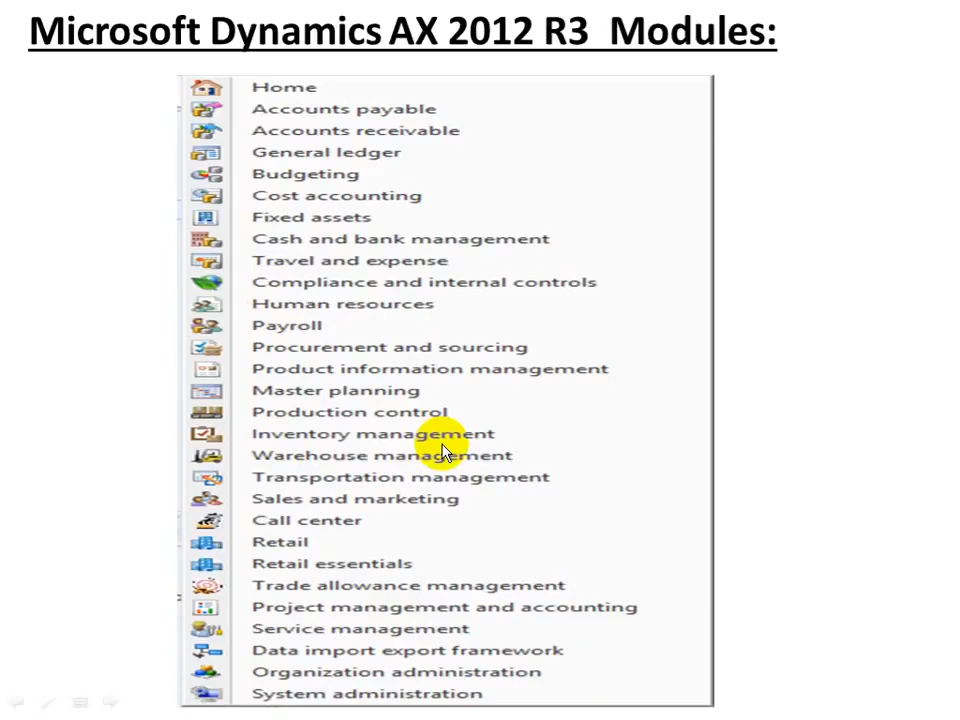 Microsoft Dynamics AX 2012 R3 Modules:
Home
Accounts payable
Accounts receivable
General ledger
Budgeting
Cost accounting
Fixed assets
Cash and bank management
Travel and expense
Compliance and internal controls
Human resources
Payroll
Procurement and sourcing
Product information management
Master planning
Production control
Inventory management
Warehouse management
Transportation management
Sales and marketing
Call center
Retail
Retail essentials
Trade allowance management
Project management and accounting
Service management
Data import export framework
Organization administration
System administration